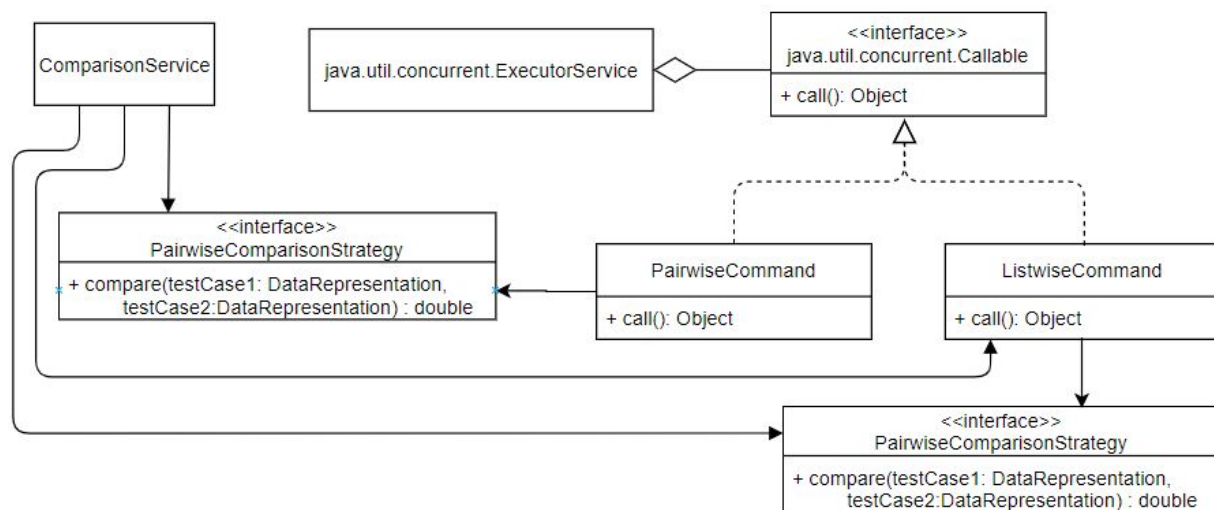 ComparisonService
java.util.concurrent.ExecutorService
<<interface>>
java.util.concurrent.Callable
+ call(): Object
<<interface>>
PairwiseComparisonStrategy
+ compare(testCase1: DataRepresentation,
testCase2:DataRepresentation) : double
PairwiseCommand
+ call(): Object
ListwiseCommand
+ call(): Object
<<interface>>
PairwiseComparisonStrategy
+ compare(testCase1: DataRepresentation,
testCase2:DataRepresentation) : double